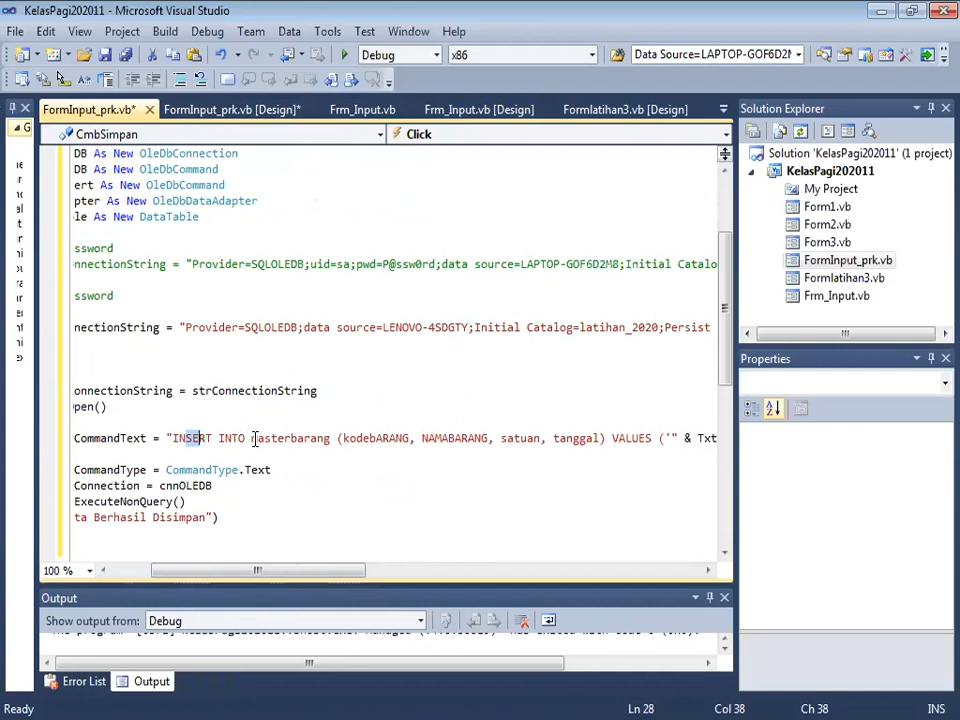 KelasPagi202011 - Microsoft Visual Studio
File Edit View Project Build Debug Team Data Tools Test Window Help
Debug x86 Data Source=LAPTOP-GOF6D2M
FormInput_prk.vb* FormInput_prk.vb [Design]* Frm_Input.vb Frm_Input.vb [Design] Formlatihan3.vb [Design]
CmbSimpan Click
DB As New OleDbConnection
DB As New OleDbCommand
ert As New OleDbCommand
pter As New OleDbDataAdapter
le As New DataTable
ssword
nnectionString = "Provider=SQLOLEDB;uid=sa;pwd=P@ssw0rd;data source=LAPTOP-GOF6D2M8;Initial Catalo
ssword
nectionString = "Provider=SQLOLEDB;data source=LENOVO-4SDGTY;Initial Catalog=latihan_2020;Persist
onnectionString = strConnectionString
pen()
CommandText = "INSERT INTO masterbarang (kodebARANG, NAMABARANG, satuan, tanggal) VALUES ('" & Txt
CommandType = CommandType.Text
Connection = cnnOLEDB
ExecuteNonQuery()
ta Berhasil Disimpan")
100 %
Output
Show output from: Debug
Error List Output
Solution Explorer
Solution 'KelasPagi202011' (1 project)
KelasPagi202011
My Project
Form1.vb
Form2.vb
Form3.vb
FormInput_prk.vb
Formlatihan3.vb
Frm_Input.vb
Properties
Ready Ln 28 Col 38 Ch 38 INS